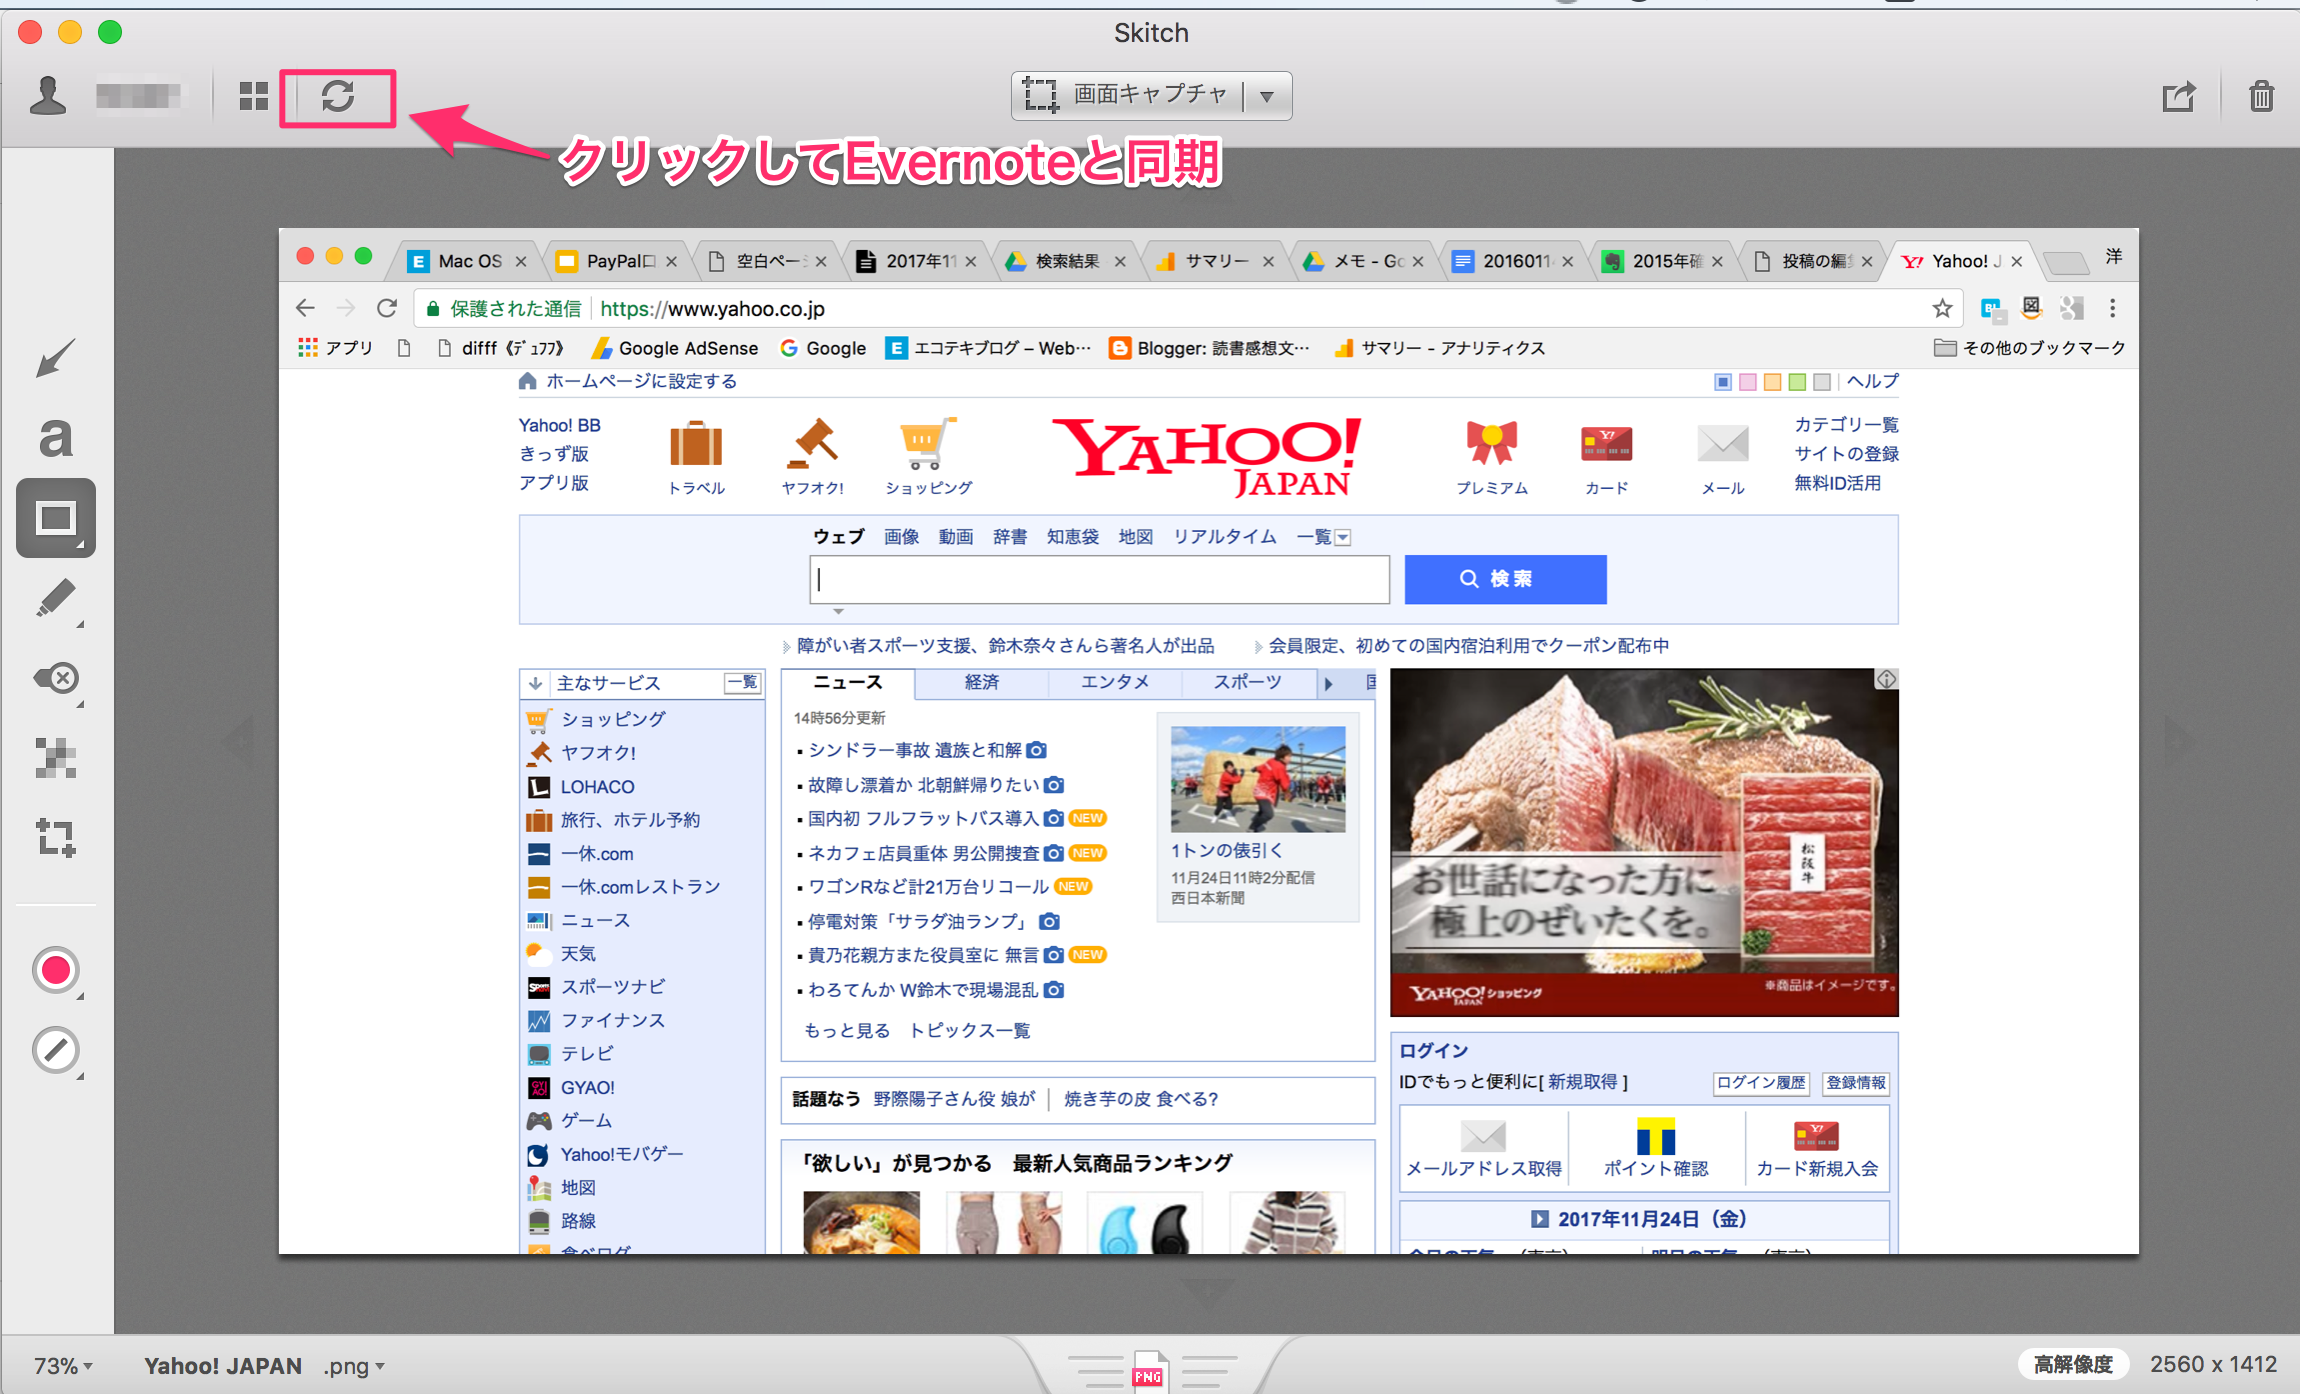 Skitch
画面キャプチャ
クリックしてEvernoteと同期
Mac OS
PayPal口
空白ペー
2017年11
検索結果
サマリー
メモ - Go
20160114
2015年確
投稿の編集
Yahoo! J
洋
保護された通信
https://www.yahoo.co.jp
アプリ
difff《ﾃﾞｭﾌﾌ》
Google AdSense
Google
エコテキブログ – Web…
Blogger: 読書感想文…
サマリー - アナリティクス
その他のブックマーク
ホームページに設定する
ヘルプ
Yahoo! BB
きっず版
アプリ版
トラベル
ヤフオク!
ショッピング
YAHOO!
JAPAN
プレミアム
カード
メール
カテゴリ一覧
サイトの登録
無料ID活用
ウェブ 画像 動画 辞書 知恵袋 地図 リアルタイム 一覧
検索
障がい者スポーツ支援、鈴木奈々さんら著名人が出品
会員限定、初めての国内宿泊利用でクーポン配布中
主なサービス 一覧
ショッピング
ヤフオク!
LOHACO
旅行、ホテル予約
一休.com
一休.comレストラン
ニュース
天気
スポーツナビ
ファイナンス
テレビ
GYAO!
ゲーム
Yahoo!モバゲー
地図
路線
食べログ
ニュース 経済 エンタメ スポーツ
14時56分更新
シンドラー事故 遺族と和解
故障し漂着か 北朝鮮帰りたい
国内初 フルフラットバス導入 NEW
ネカフェ店員重体 男公開捜査 NEW
ワゴンRなど計21万台リコール NEW
停電対策「サラダ油ランプ」
貴乃花親方また役員室に 無言 NEW
わろてんか W鈴木で現場混乱
もっと見る トピックス一覧
1トンの俵引く
11月24日11時2分配信
西日本新聞
話題なう 野際陽子さん役 娘が 焼き芋の皮 食べる?
「欲しい」が見つかる 最新人気商品ランキング
松阪牛
お世話になった方に
極上のぜいたくを。
YAHOO! JAPAN ショッピング
※商品はイメージです。
ログイン
IDでもっと便利に[ 新規取得 ]
ログイン履歴
登録情報
メールアドレス取得
ポイント確認
カード新規入会
2017年11月24日（金）
今日の天気 （東京）
明日の天気 （東京）
73%
Yahoo! JAPAN .png
PNG
高解像度
2560 x 1412